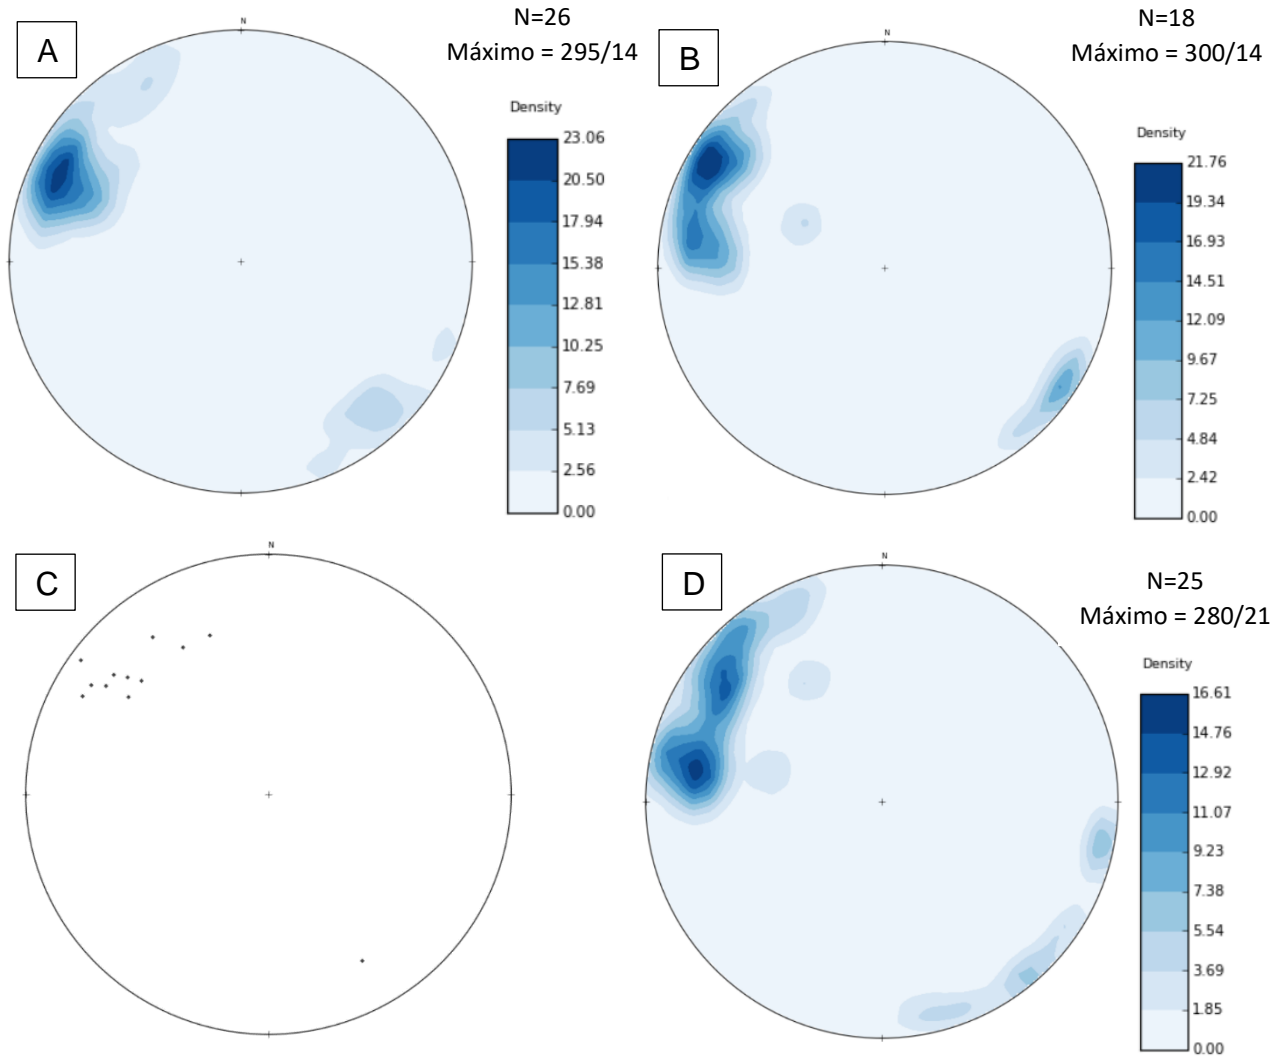 A
N
N=26
Máximo = 295/14
Density
23.06
20.50
17.94
15.38
12.81
10.25
7.69
5.13
2.56
0.00
B
N
N=18
Máximo = 300/14
Density
21.76
19.34
16.93
14.51
12.09
9.67
7.25
4.84
2.42
0.00
C
N
D
N
N=25
Máximo = 280/21
Density
16.61
14.76
12.92
11.07
9.23
7.38
5.54
3.69
1.85
0.00